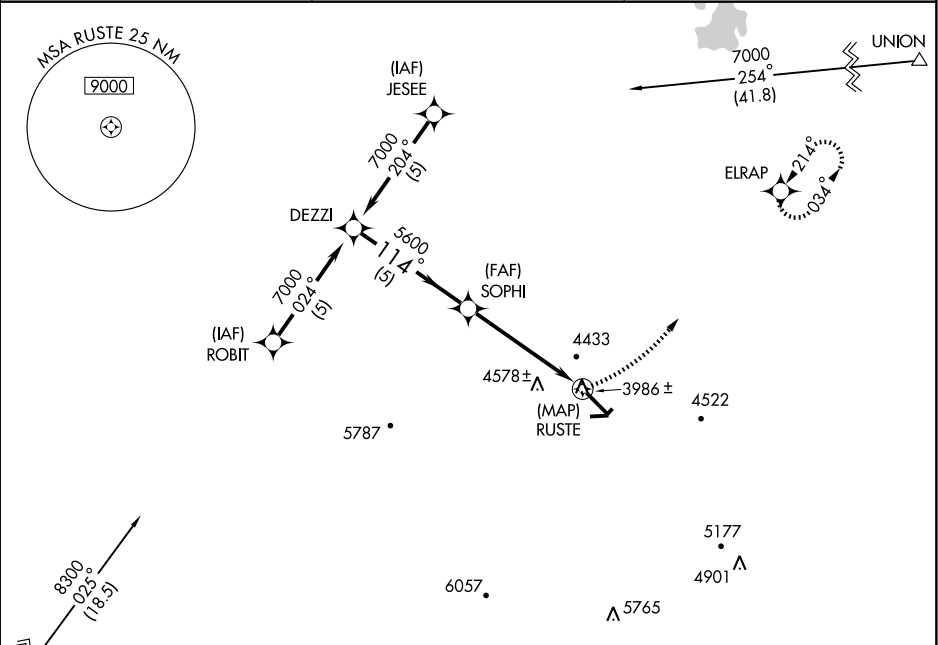 MSA RUSTE 25 NM
9000
(IAF)
JESEE
7000
204°
(5)
7000
254°
(41.8)
UNION
ELRAP
214°
034°
DEZZI
5600
114°
(5)
(FAF)
SOPHI
7000
024°
(5)
(IAF)
ROBIT
4433
4578±
3986±
(MAP)
RUSTE
4522
5787
5177
4901
8300
025°
(18.5)
6057
5765